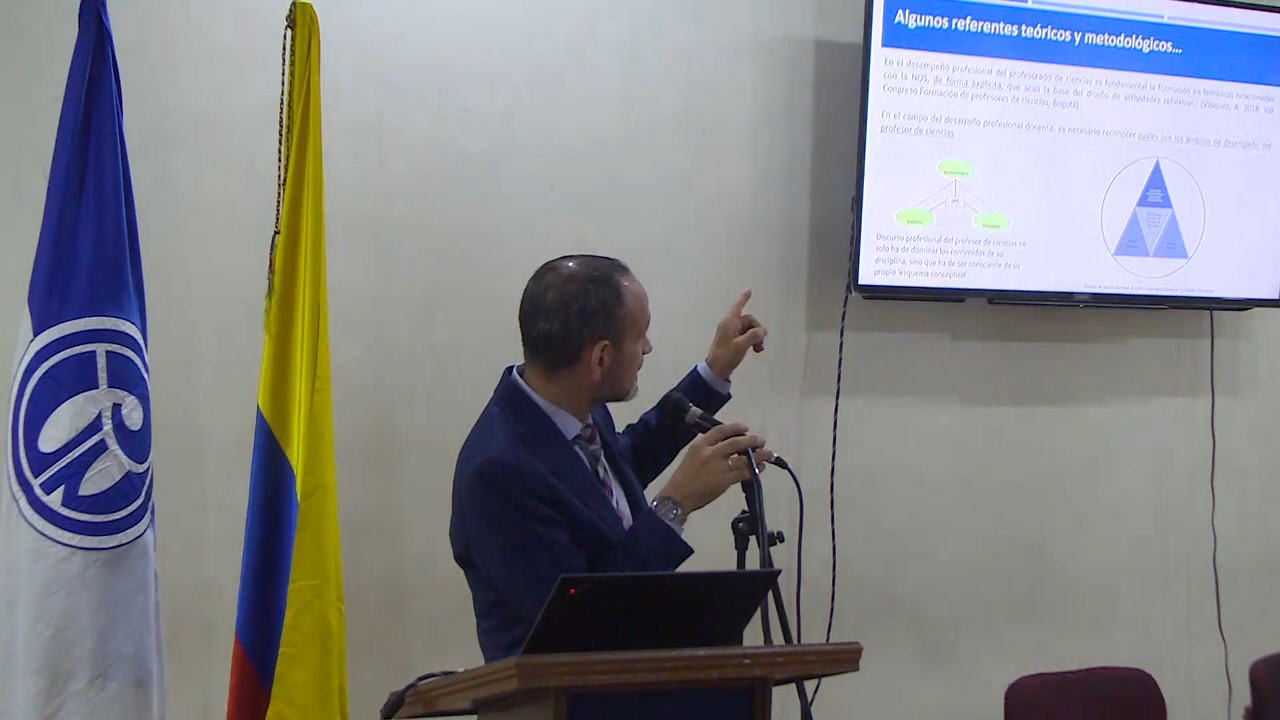 Algunos referentes teóricos y metodológicos...
En el desempeño profesional del profesorado de ciencias es fundamental la formación en temáticas relacionadas
con la NOS, de forma explícita, que sean la base del diseño de actividades reflexivas. (Vásquez, A. 2018, VIII
Congreso Formación de profesores de ciencias, Bogotá)
En el campo del desarrollo profesional docente, es necesario reconocer cuáles son los ámbitos de desempeño del
profesor de ciencias
Discurso profesional del profesor de ciencias no
solo ha de dominar los contenidos de su
disciplina, sino que ha de ser consciente de su
propio 'esquema conceptual'